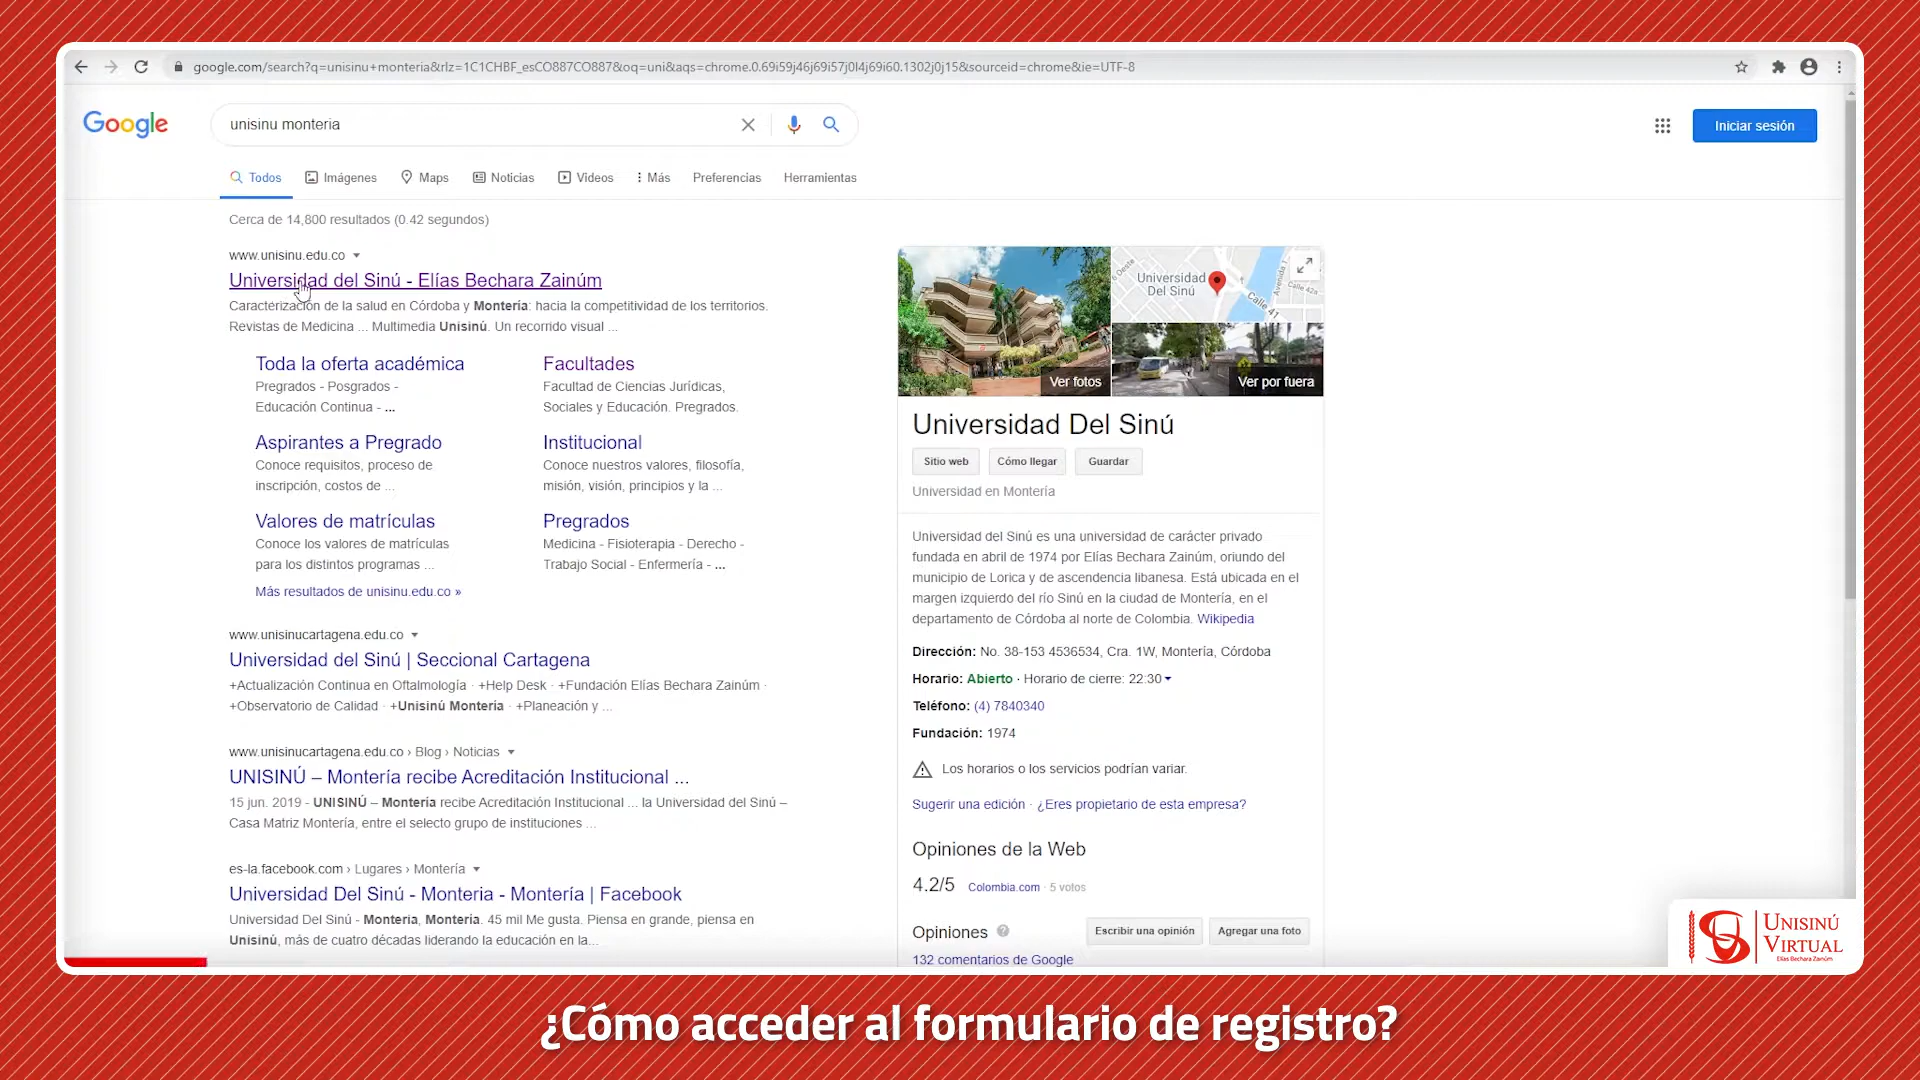 google.com/search?q=unisinu+monteria&rlz=1C1CHBF_esCO887CO887&oq=uni&aqs=chrome.0.69i59j46j69i57j0l4j69i60.1302j0j15&sourceid=chrome&ie=UTF-8
Google
unisinu monteria
Iniciar sesión
Todos
Imágenes
Maps
Noticias
Videos
Más
Preferencias
Herramientas
Cerca de 14,800 resultados (0.42 segundos)
www.unisinu.edu.co
Universidad del Sinú - Elías Bechara Zainúm
Caracterización de la salud en Córdoba y Montería: hacia la competitividad de los territorios.
Revistas de Medicina ... Multimedia Unisinú. Un recorrido visual ...
Toda la oferta académica
Pregrados - Posgrados -
Educación Continua - ...
Facultades
Facultad de Ciencias Jurídicas,
Sociales y Educación. Pregrados.
Aspirantes a Pregrado
Conoce requisitos, proceso de
inscripción, costos de ...
Institucional
Conoce nuestros valores, filosofía,
misión, visión, principios y la ...
Valores de matrículas
Conoce los valores de matrículas
para los distintos programas ...
Pregrados
Medicina - Fisioterapia - Derecho -
Trabajo Social - Enfermería - ...
Más resultados de unisinu.edu.co »
www.unisinucartagena.edu.co
Universidad del Sinú | Seccional Cartagena
+Actualización Continua en Oftalmología · +Help Desk · +Fundación Elías Bechara Zainúm ·
+Observatorio de Calidad · +Unisinú Montería · +Planeación y ...
www.unisinucartagena.edu.co › Blog › Noticias
UNISINÚ – Montería recibe Acreditación Institucional ...
15 jun. 2019 - UNISINÚ – Montería recibe Acreditación Institucional ... la Universidad del Sinú –
Casa Matriz Montería, entre el selecto grupo de instituciones ...
es-la.facebook.com › Lugares › Montería
Universidad Del Sinú - Monteria - Montería | Facebook
Universidad Del Sinú - Monteria, Montería. 45 mil Me gusta. Piensa en grande, piensa en
Unisinú, más de cuatro décadas liderando la educación en la...
Ver fotos
Oeste
Universidad
Del Sinú
Avenida 1
Calle 41
Calle 42a
Ver por fuera
Universidad Del Sinú
Sitio web
Cómo llegar
Guardar
Universidad en Montería
Universidad del Sinú es una universidad de carácter privado
fundada en abril de 1974 por Elías Bechara Zainúm, oriundo del
municipio de Lorica y de ascendencia libanesa. Está ubicada en el
margen izquierdo del río Sinú en la ciudad de Montería, en el
departamento de Córdoba al norte de Colombia. Wikipedia
Dirección: No. 38-153 4536534, Cra. 1W, Montería, Córdoba
Horario: Abierto · Horario de cierre: 22:30
Teléfono: (4) 7840340
Fundación: 1974
Los horarios o los servicios podrían variar.
Sugerir una edición · ¿Eres propietario de esta empresa?
Opiniones de la Web
4.2/5 Colombia.com · 5 votos
Opiniones
Escribir una opinión
Agregar una foto
132 comentarios de Google
UNISINÚ
VIRTUAL
Elías Bechara Zainúm
¿Cómo acceder al formulario de registro?